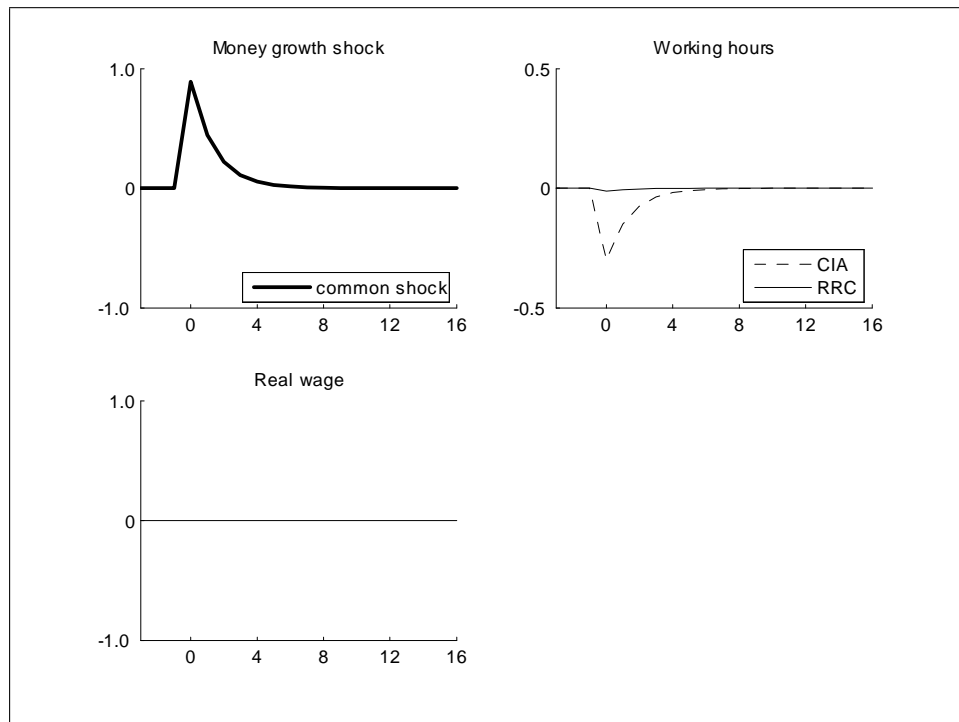 Money growth shock
1.0
0
-1.0
0 4 8 12 16
common shock
Working hours
0.5
0
-0.5
0 4 8 12 16
CIA
RRC
Real wage
1.0
0
-1.0
0 4 8 12 16